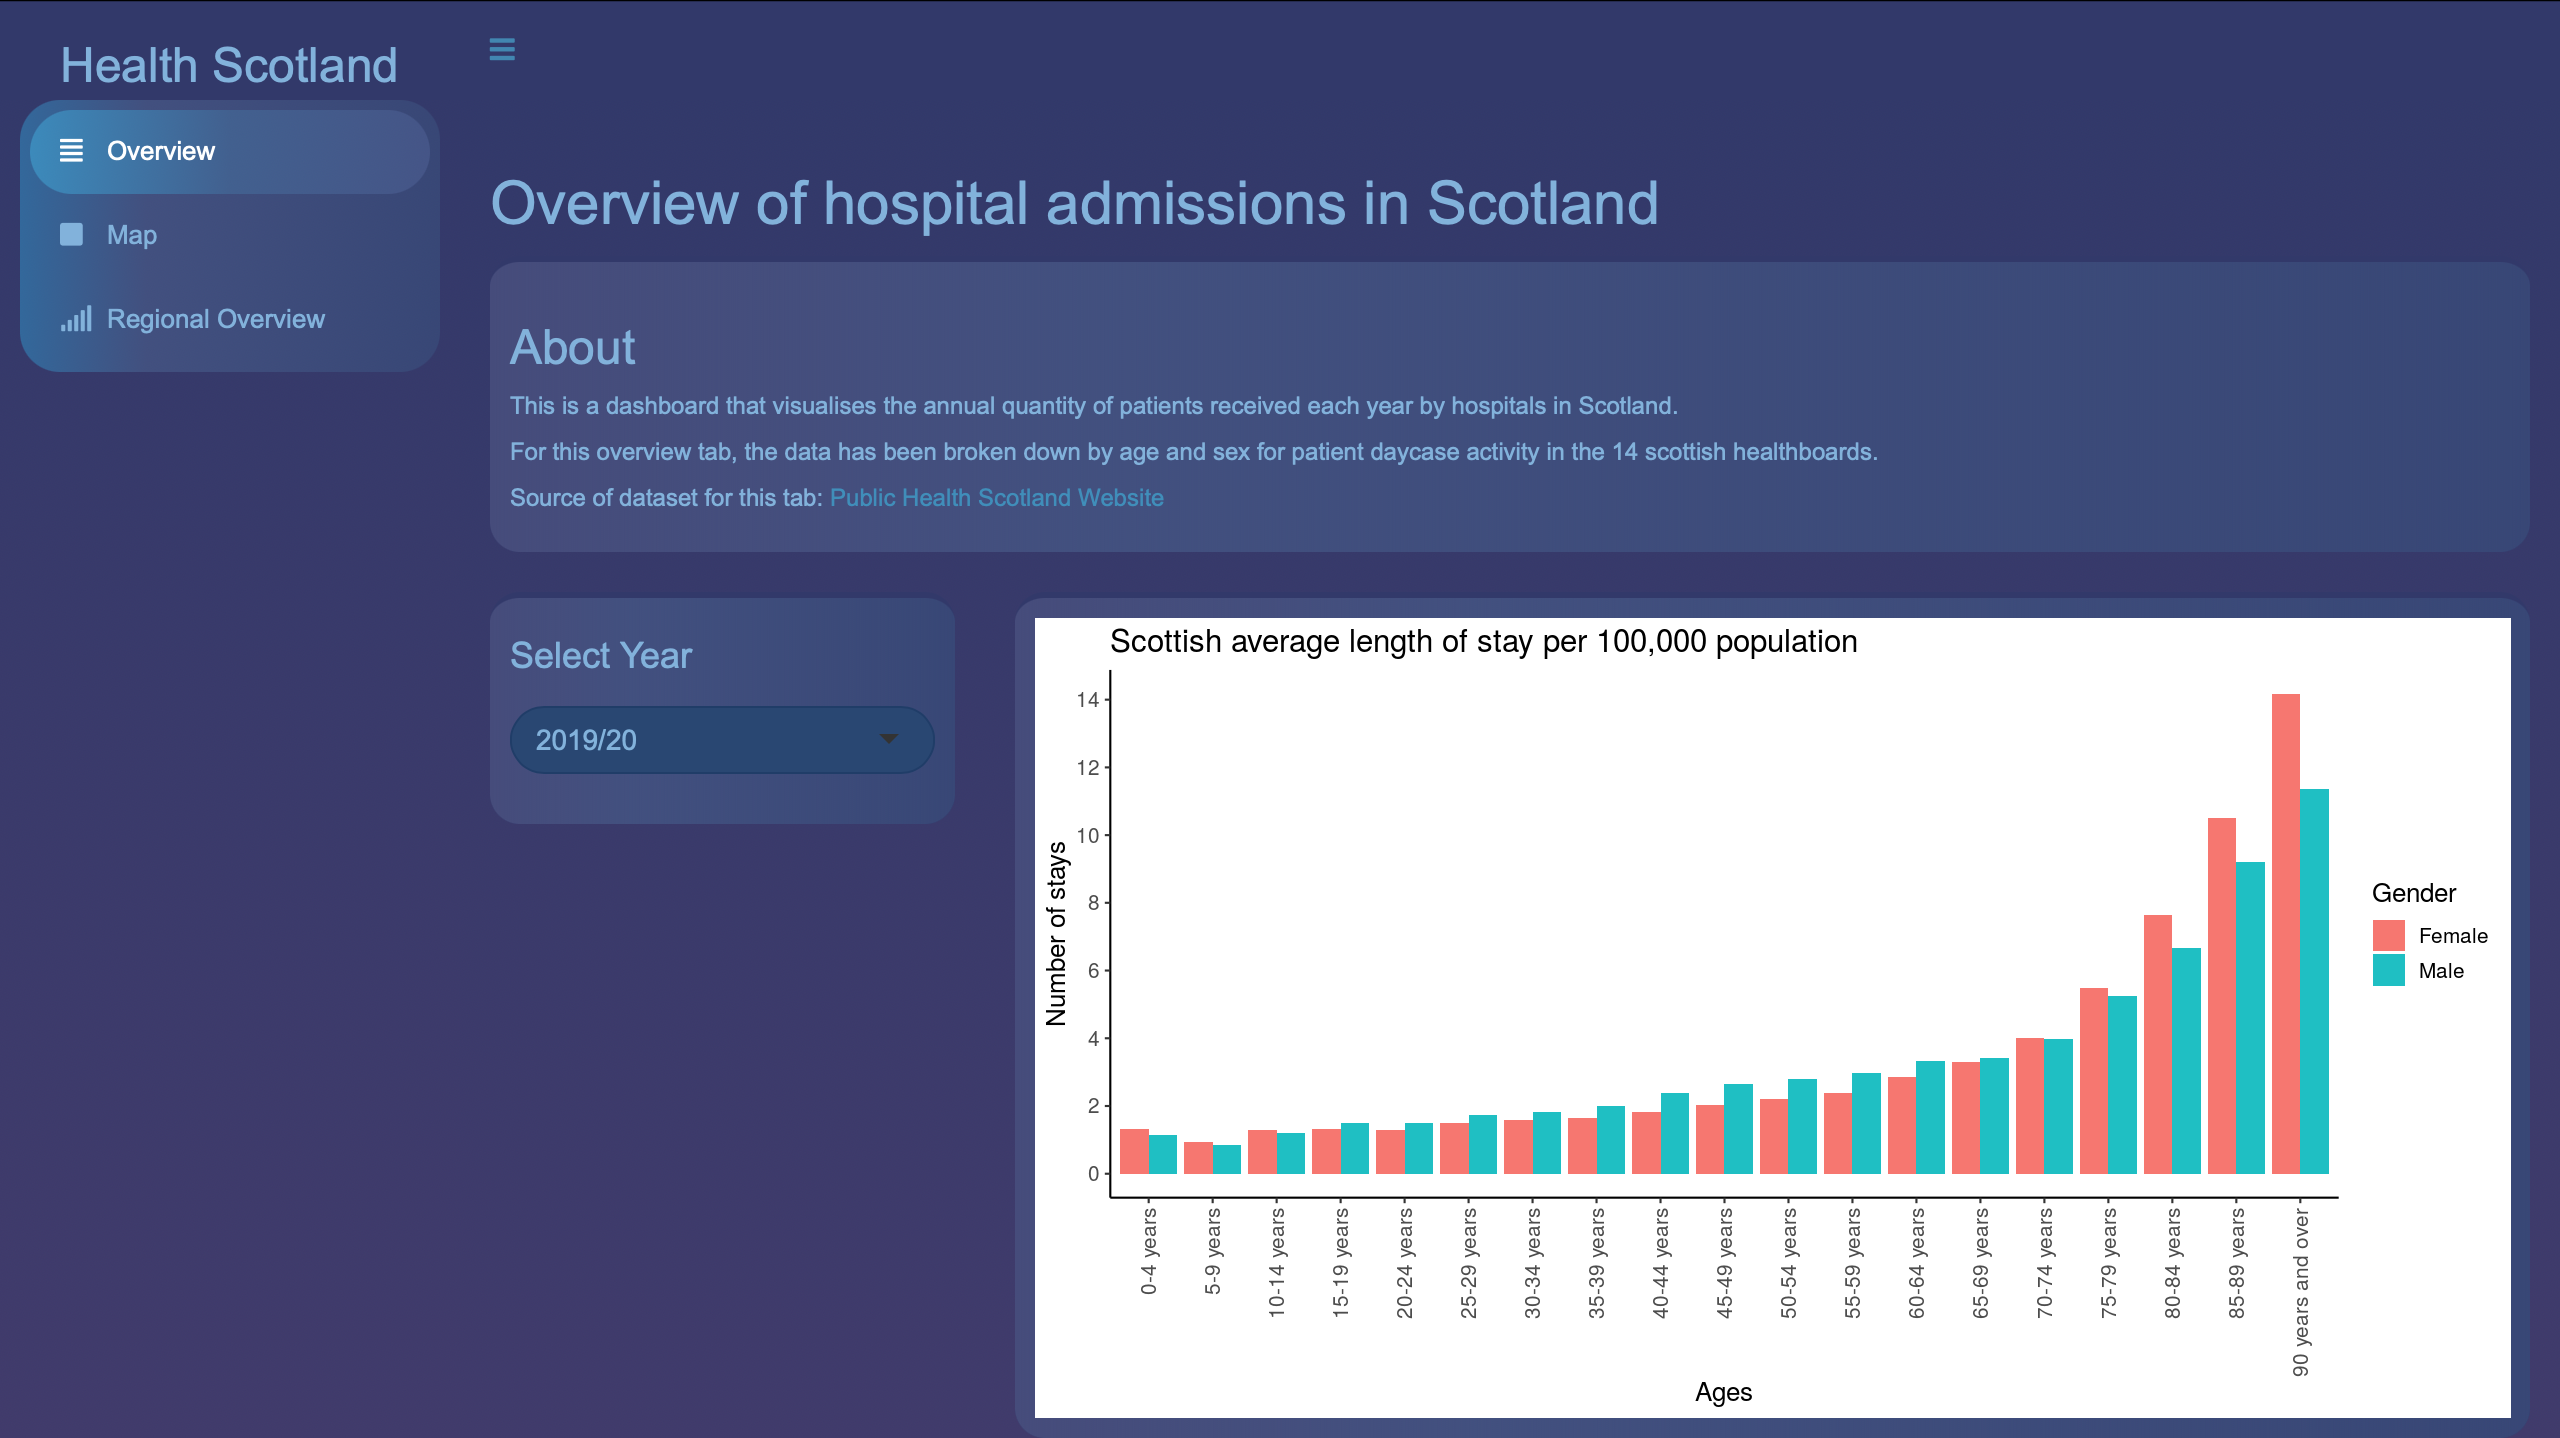 Health Scotland
Overview
Map
Regional Overview
Overview of hospital admissions in Scotland
About
This is a dashboard that visualises the annual quantity of patients received each year by hospitals in Scotland.
For this overview tab, the data has been broken down by age and sex for patient daycase activity in the 14 scottish healthboards.
Source of dataset for this tab: Public Health Scotland Website
Select Year
2019/20
Scottish average length of stay per 100,000 population
Number of stays
14
12
10
8
6
4
2
0
0-4 years
5-9 years
10-14 years
15-19 years
20-24 years
25-29 years
30-34 years
35-39 years
40-44 years
45-49 years
50-54 years
55-59 years
60-64 years
65-69 years
70-74 years
75-79 years
80-84 years
85-89 years
90 years and over
Ages
Gender
Female
Male